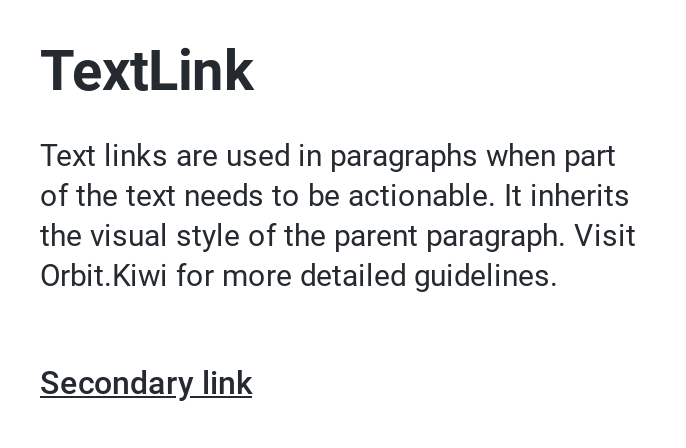 TextLink
Text links are used in paragraphs when part
of the text needs to be actionable. It inherits
the visual style of the parent paragraph. Visit
Orbit.Kiwi for more detailed guidelines.
Secondary link